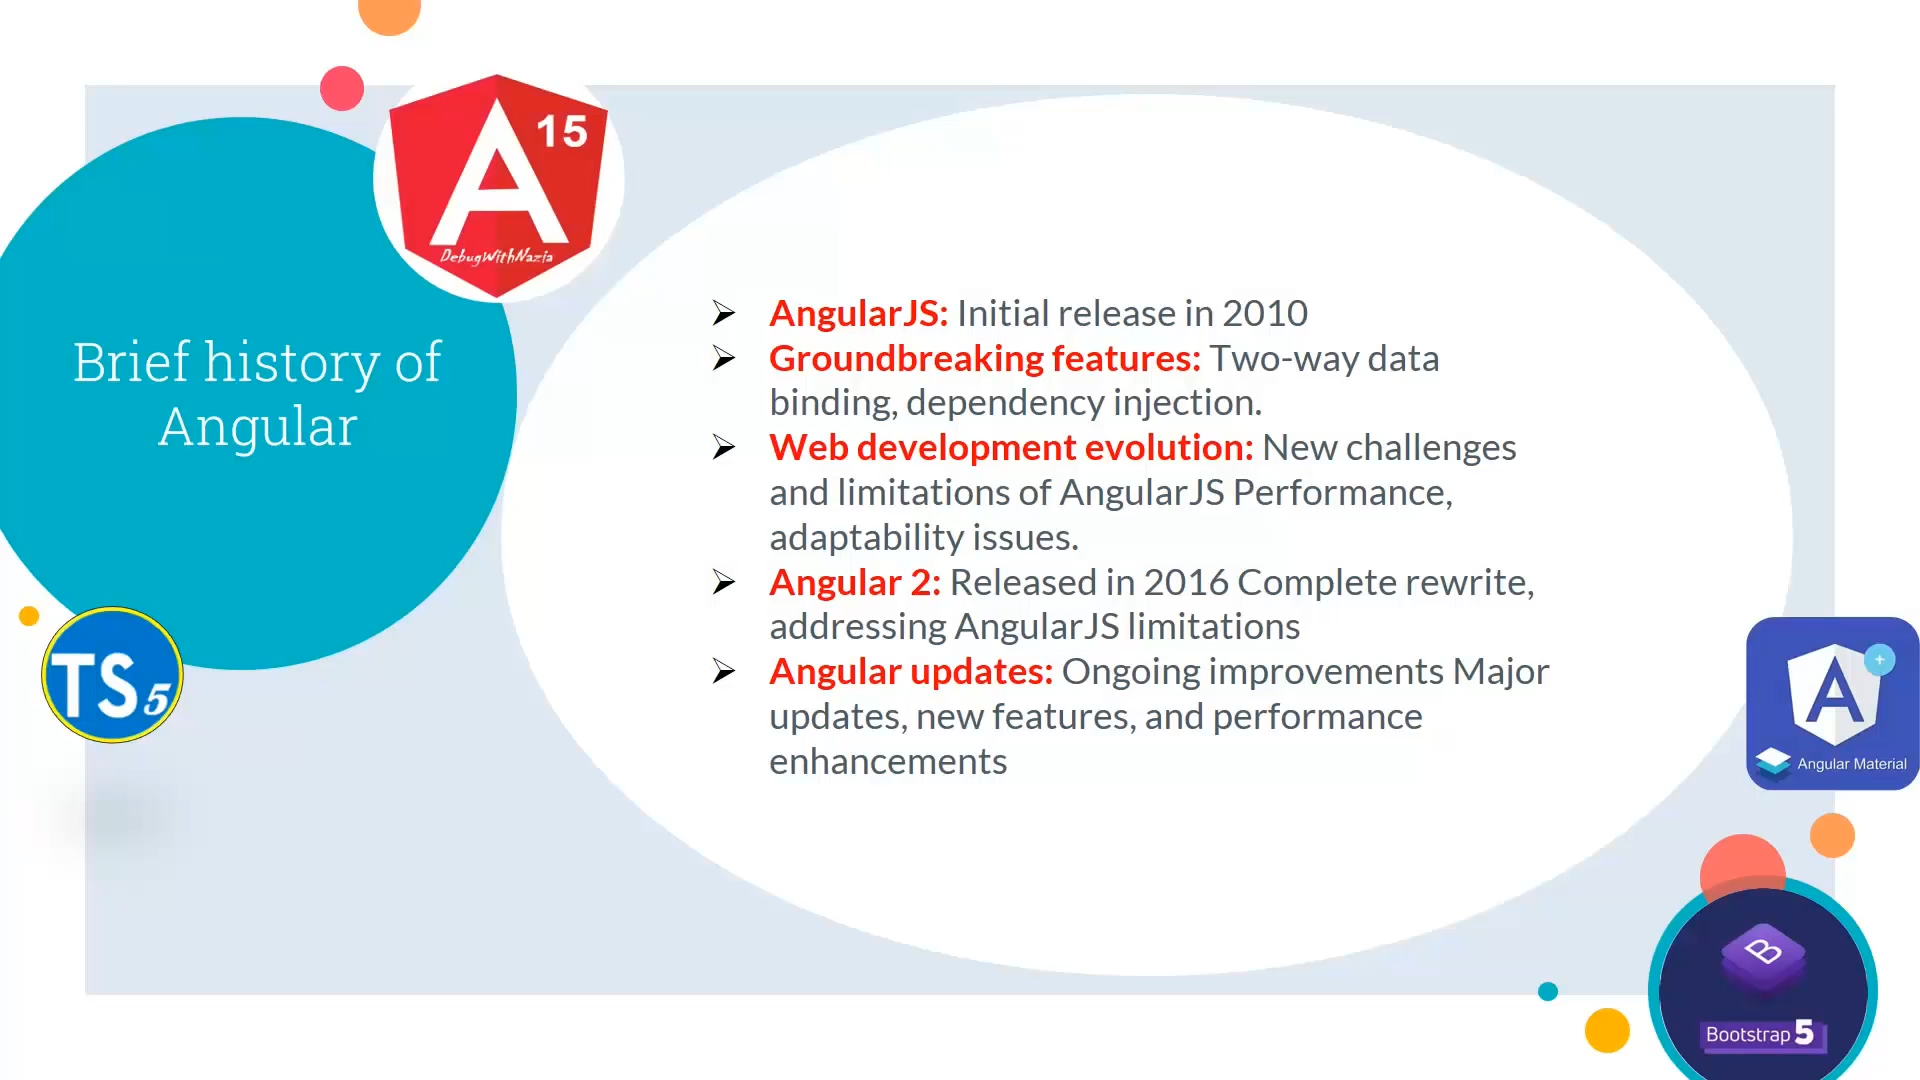 15
DebugWithNazia
Brief history of
Angular
➢ AngularJS: Initial release in 2010
➢ Groundbreaking features: Two-way data
binding, dependency injection.
➢ Web development evolution: New challenges
and limitations of AngularJS Performance,
adaptability issues.
➢ Angular 2: Released in 2016 Complete rewrite,
addressing AngularJS limitations
➢ Angular updates: Ongoing improvements Major
updates, new features, and performance
enhancements
TS 5
A +
Angular Material
B
Bootstrap 5